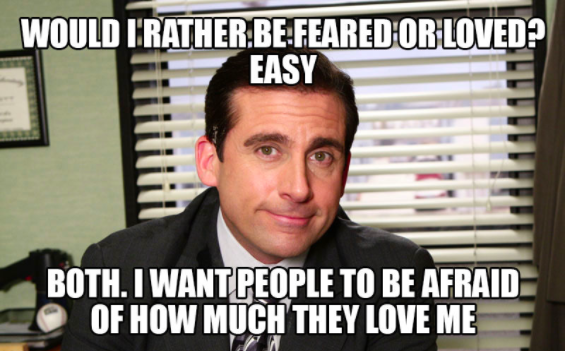 WOULD I RATHER BE FEARED OR LOVED?
EASY
BOTH. I WANT PEOPLE TO BE AFRAID
OF HOW MUCH THEY LOVE ME